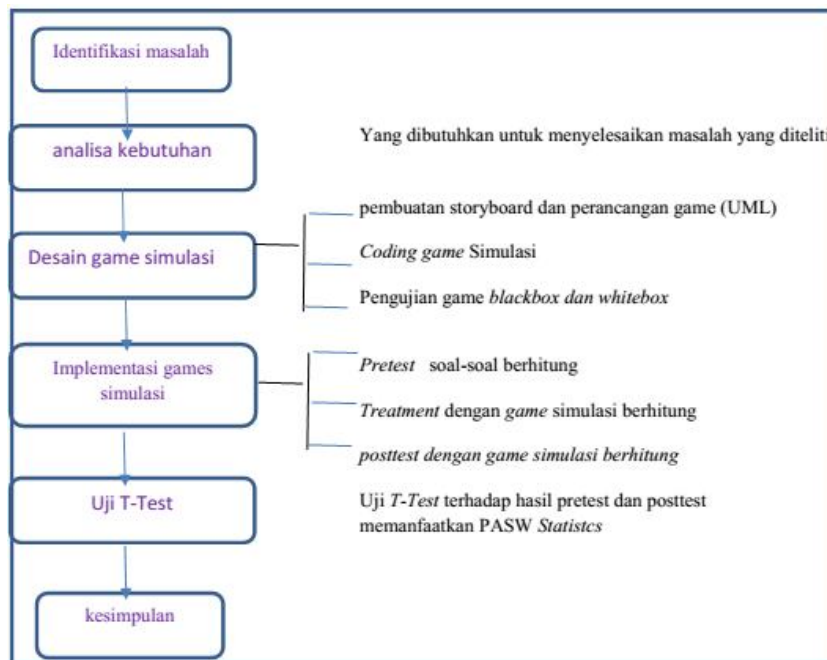 Identifikasi masalah
analisa kebutuhan
Yang dibutuhkan untuk menyelesaikan masalah yang diteliti
Desain game simulasi
pembuatan storyboard dan perancangan game (UML)
Coding game Simulasi
Pengujian game blackbox dan whitebox
Implementasi games
simulasi
Pretest soal-soal berhitung
Treatment dengan game simulasi berhitung
posttest dengan game simulasi berhitung
Uji T-Test
Uji T-Test terhadap hasil pretest dan posttest
memanfaatkan PASW Statistcs
kesimpulan